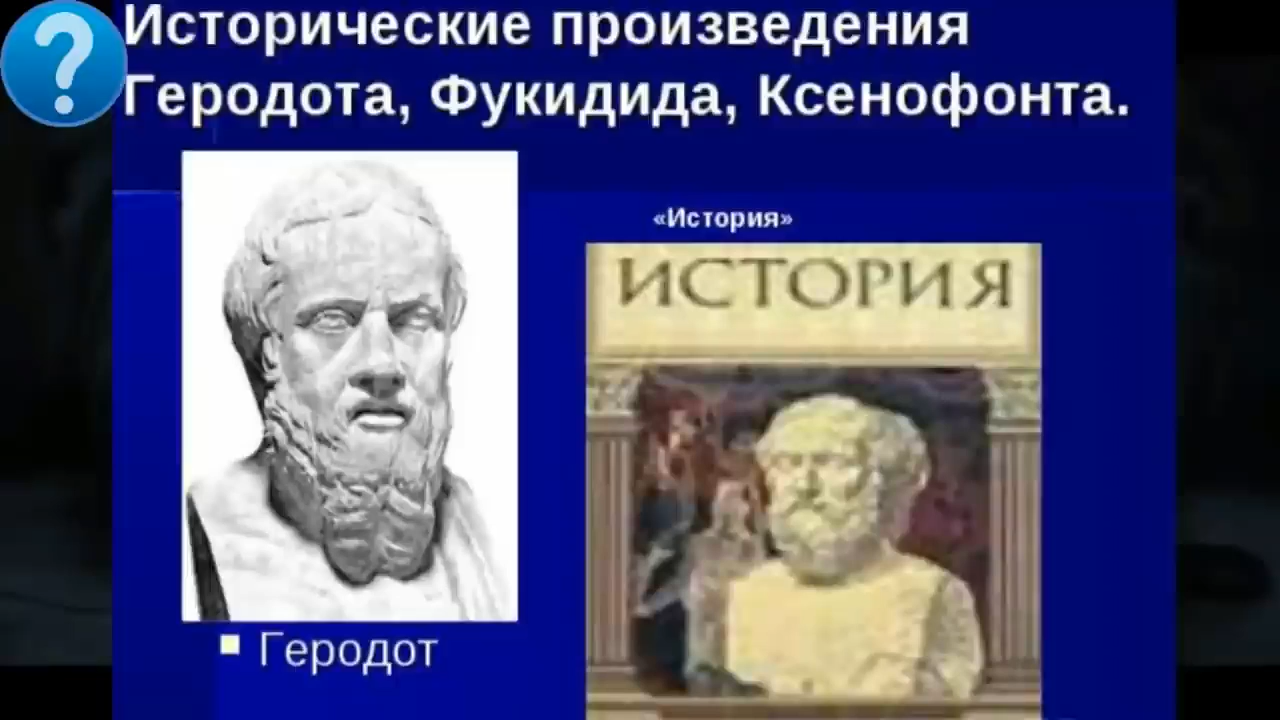 Исторические произведения
Геродота, Фукидида, Ксенофонта.
«История»
ИСТОРИЯ
Геродот